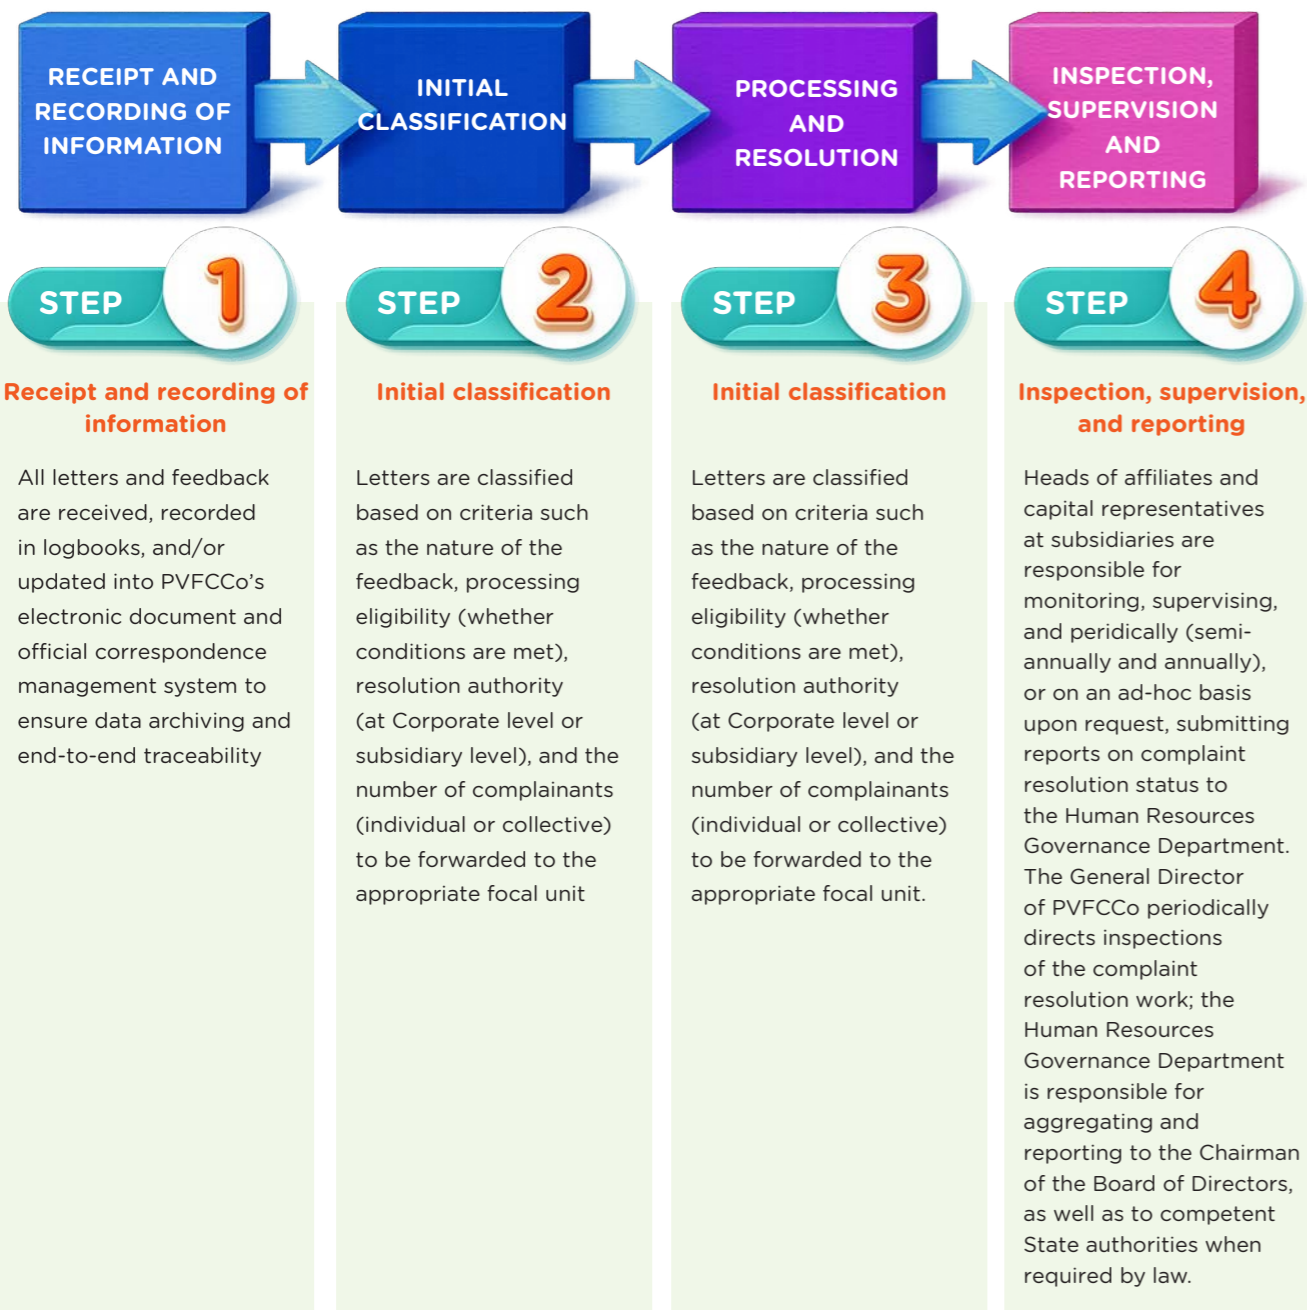 RECEIPT AND
RECORDING OF
INFORMATION
INITIAL
CLASSIFICATION
PROCESSING
AND
RESOLUTION
INSPECTION,
SUPERVISION
AND
REPORTING
STEP 1
Receipt and recording of
information
All letters and feedback
are received, recorded
in logbooks, and/or
updated into PVFCCo’s
electronic document and
official correspondence
management system to
ensure data archiving and
end-to-end traceability
STEP 2
Initial classification
Letters are classified
based on criteria such
as the nature of the
feedback, processing
eligibility (whether
conditions are met),
resolution authority
(at Corporate level or
subsidiary level), and the
number of complainants
(individual or collective)
to be forwarded to the
appropriate focal unit
STEP 3
Initial classification
Letters are classified
based on criteria such
as the nature of the
feedback, processing
eligibility (whether
conditions are met),
resolution authority
(at Corporate level or
subsidiary level), and the
number of complainants
(individual or collective)
to be forwarded to the
appropriate focal unit.
STEP 4
Inspection, supervision,
and reporting
Heads of affiliates and
capital representatives
at subsidiaries are
responsible for
monitoring, supervising,
and peridically (semi-
annually and annually),
or on an ad-hoc basis
upon request, submitting
reports on complaint
resolution status to
the Human Resources
Governance Department.
The General Director
of PVFCCo periodically
directs inspections
of the complaint
resolution work; the
Human Resources
Governance Department
is responsible for
aggregating and
reporting to the Chairman
of the Board of Directors,
as well as to competent
State authorities when
required by law.